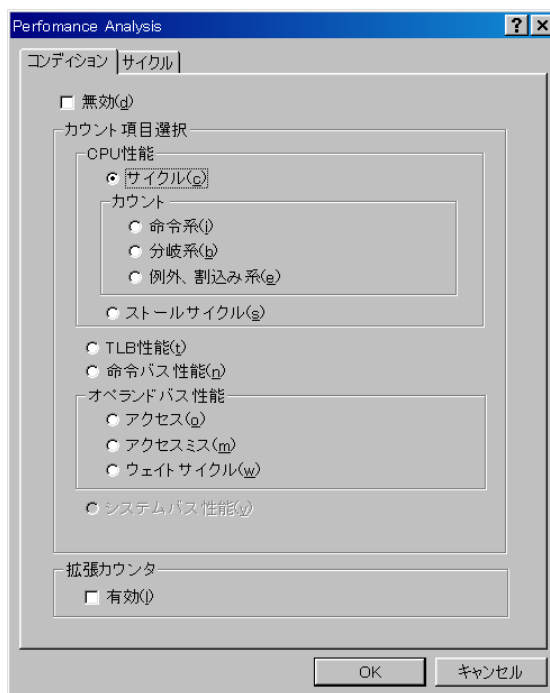 Perfomance Analysis
コンディション サイクル
無効(d)
カウント項目選択
CPU性能
サイクル(c)
カウント
命令系(i)
分岐系(b)
例外、割込み系(e)
ストールサイクル(s)
TLB性能(t)
命令バス性能(n)
オペランドバス性能
アクセス(o)
アクセスミス(m)
ウェイトサイクル(w)
システムバス性能(y)
拡張カウンタ
有効(l)
OK キャンセル